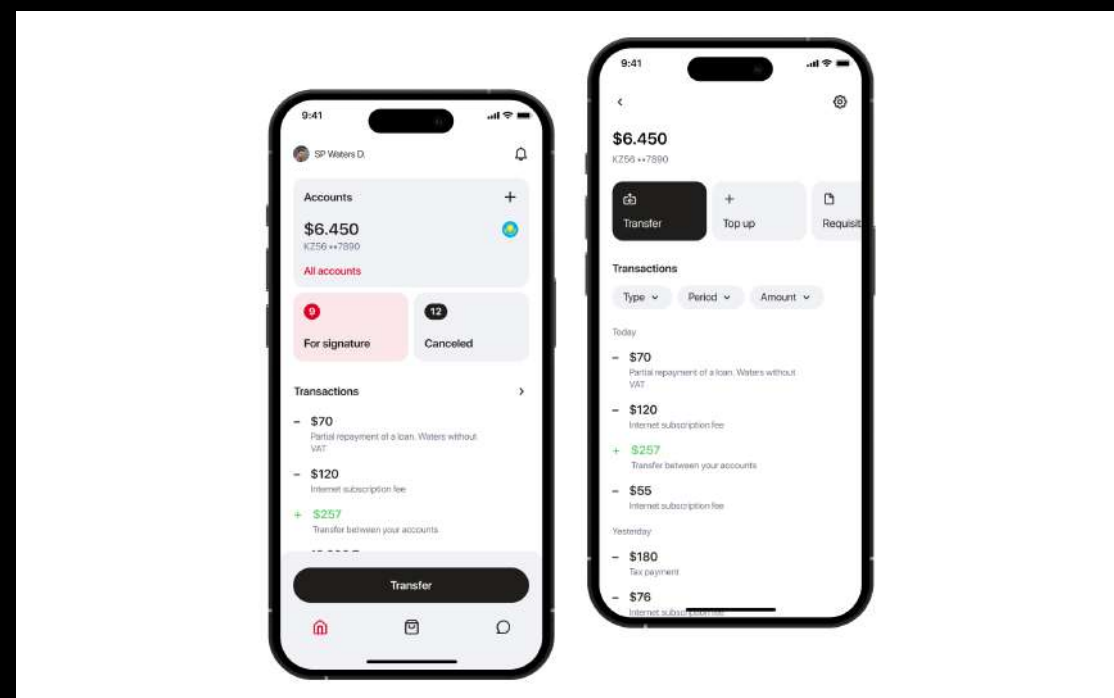 9:41
SP Waters D.
Accounts
$6.450
KZ56 ••7890
All accounts
9
For signature
12
Canceled
Transactions
− $70
Partial repayment of a loan. Waters without
VAT
− $120
Internet subscription fee
+ $257
Transfer between your accounts
Transfer
9:41
$6.450
KZ56 ••7890
Transfer
Top up
Requisit
Transactions
Type
Period
Amount
Today
− $70
Partial repayment of a loan. Waters without
VAT
− $120
Internet subscription fee
+ $257
Transfer between your accounts
− $55
Internet subscription fee
Yesterday
− $180
Tax payment
− $76
Internet subscription fee